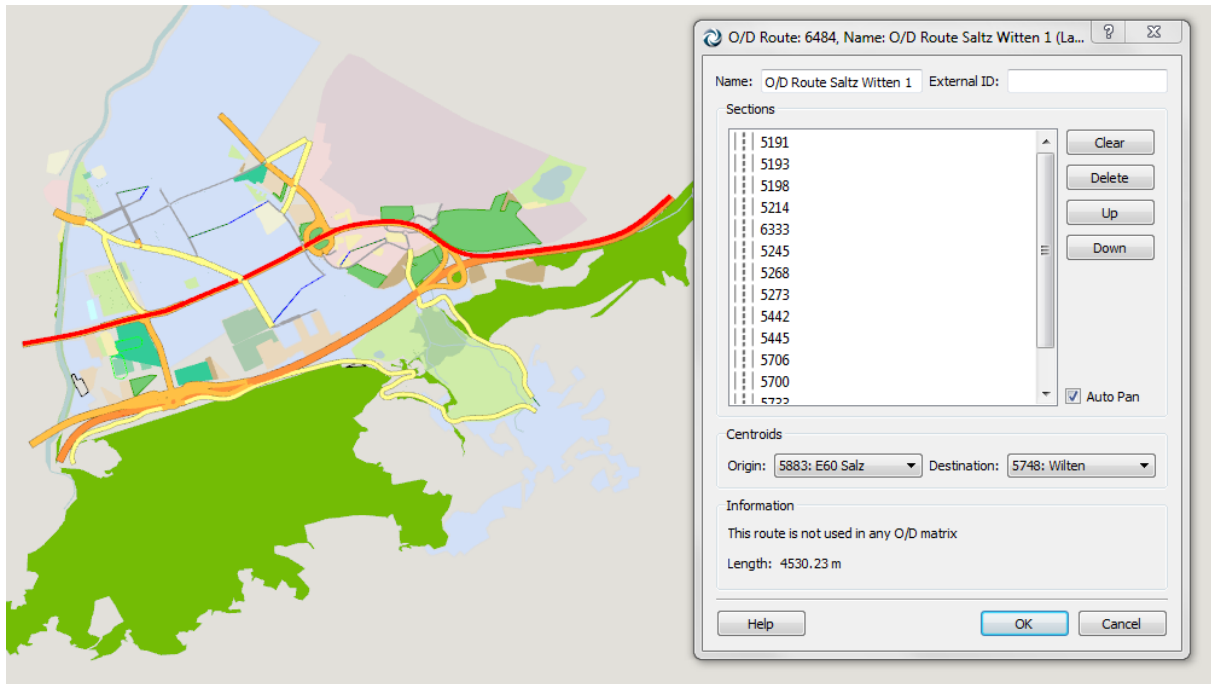 O/D Route: 6484, Name: O/D Route Saltz Witten 1 (La...
Name: O/D Route Saltz Witten 1 External ID:
Sections
5191
5193
5198
5214
6333
5245
5268
5273
5442
5445
5706
5700
5733
Clear
Delete
Up
Down
Auto Pan
Centroids
Origin: 5883: E60 Salz Destination: 5748: Wilten
Information
This route is not used in any O/D matrix
Length: 4530.23 m
Help OK Cancel